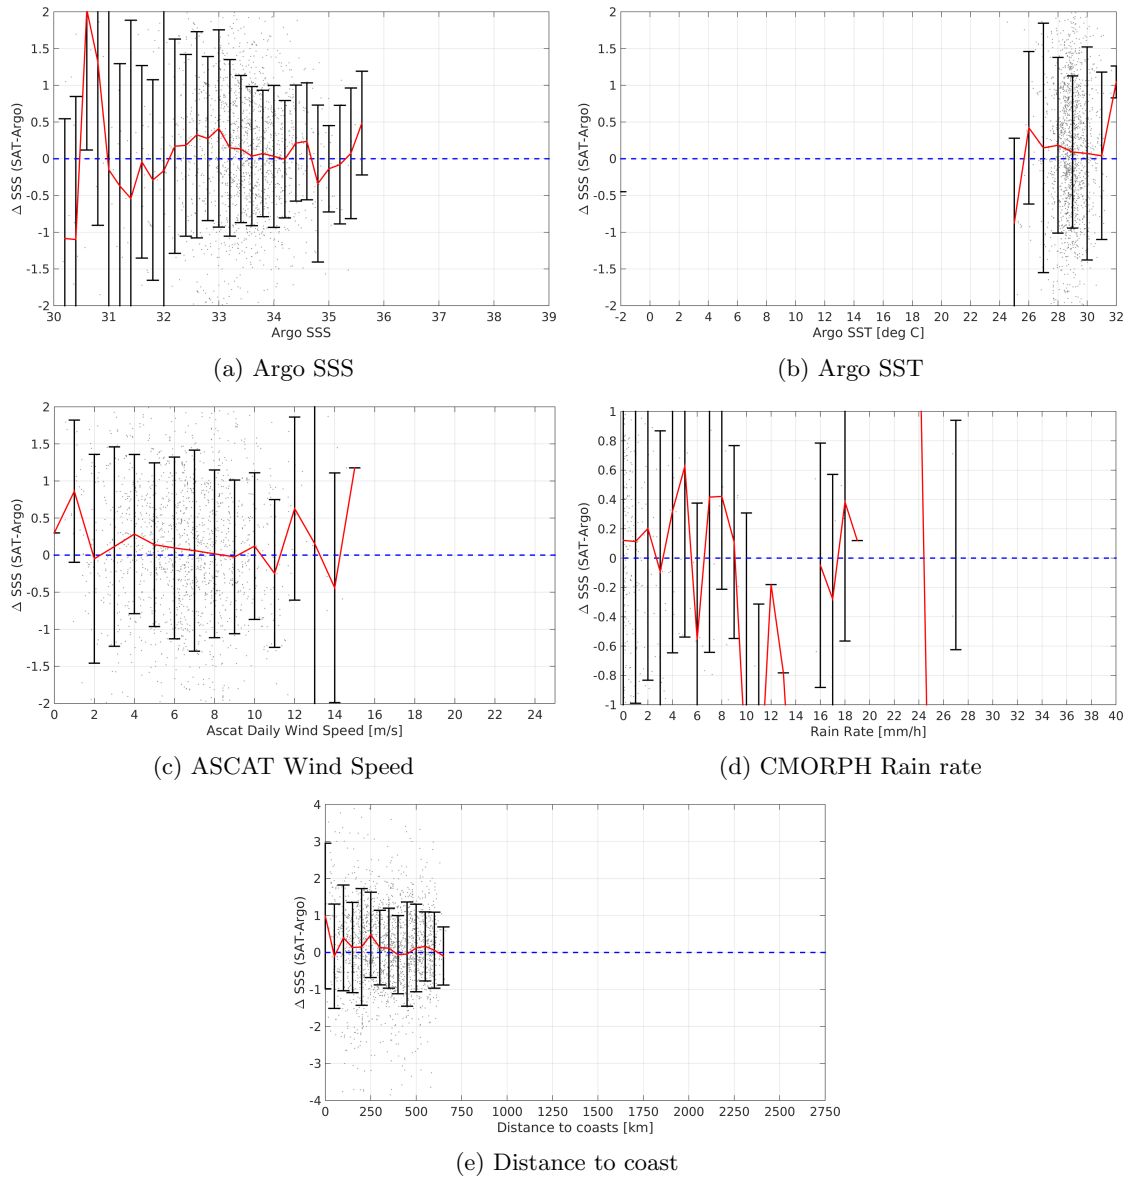 2
1.5
1
0.5
0
-0.5
-1
-1.5
-2
Δ SSS (SAT-Argo)
30 31 32 33 34 35 36 37 38 39
Argo SSS
(a) Argo SSS
2
1.5
1
0.5
0
-0.5
-1
-1.5
-2
Δ SSS (SAT-Argo)
-2 0 2 4 6 8 10 12 14 16 18 20 22 24 26 28 30 32
Argo SST [deg C]
(b) Argo SST
2
1.5
1
0.5
0
-0.5
-1
-1.5
-2
Δ SSS (SAT-Argo)
0 2 4 6 8 10 12 14 16 18 20 22 24
Ascat Daily Wind Speed [m/s]
(c) ASCAT Wind Speed
1
0.8
0.6
0.4
0.2
0
-0.2
-0.4
-0.6
-0.8
-1
Δ SSS (SAT-Argo)
0 2 4 6 8 10 12 14 16 18 20 22 24 26 28 30 32 34 36 38 40
Rain Rate [mm/h]
(d) CMORPH Rain rate
4
3
2
1
0
-1
-2
-3
-4
Δ SSS (SAT-Argo)
0 250 500 750 1000 1250 1500 1750 2000 2250 2500 2750
Distance to coasts [km]
(e) Distance to coast